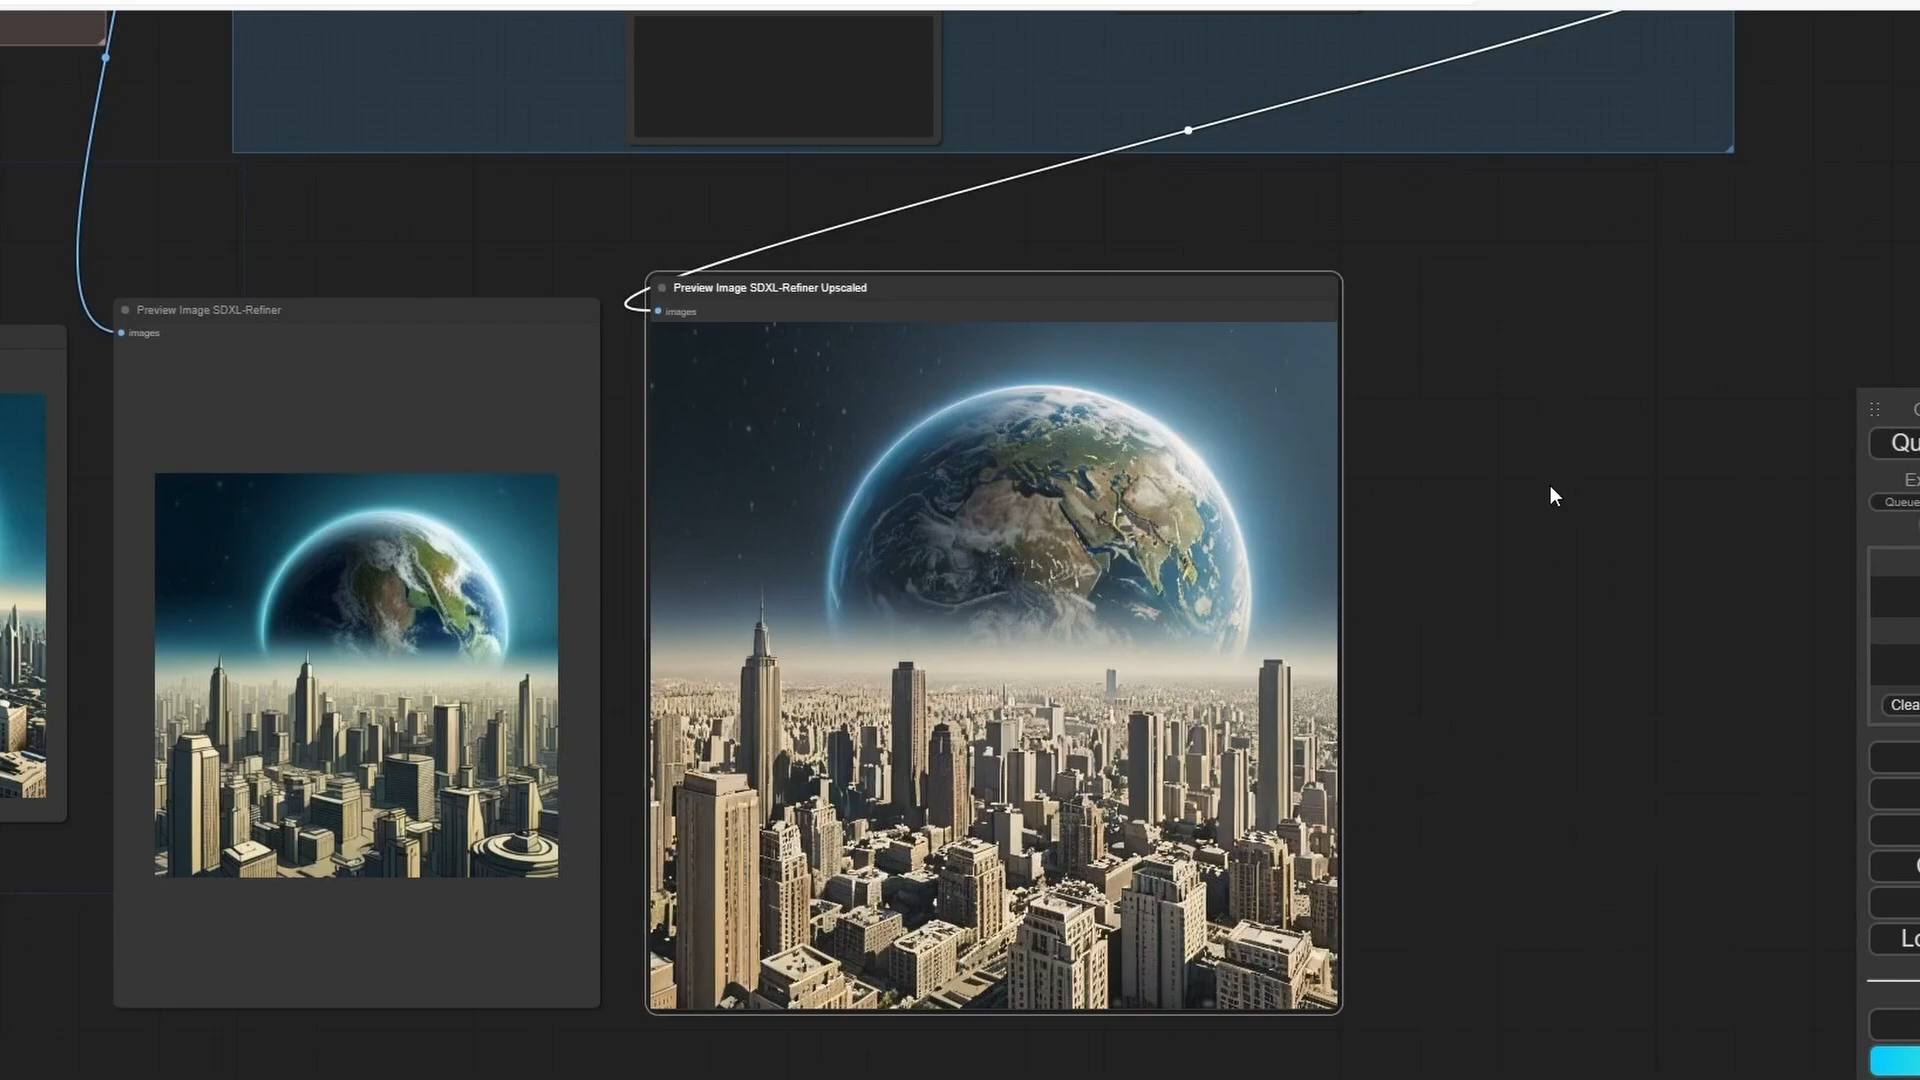 Preview Image SDXL-Refiner Upscaled
images
Preview Image SDXL-Refiner
images
Qu
Ex
Queue
Clea
Lo